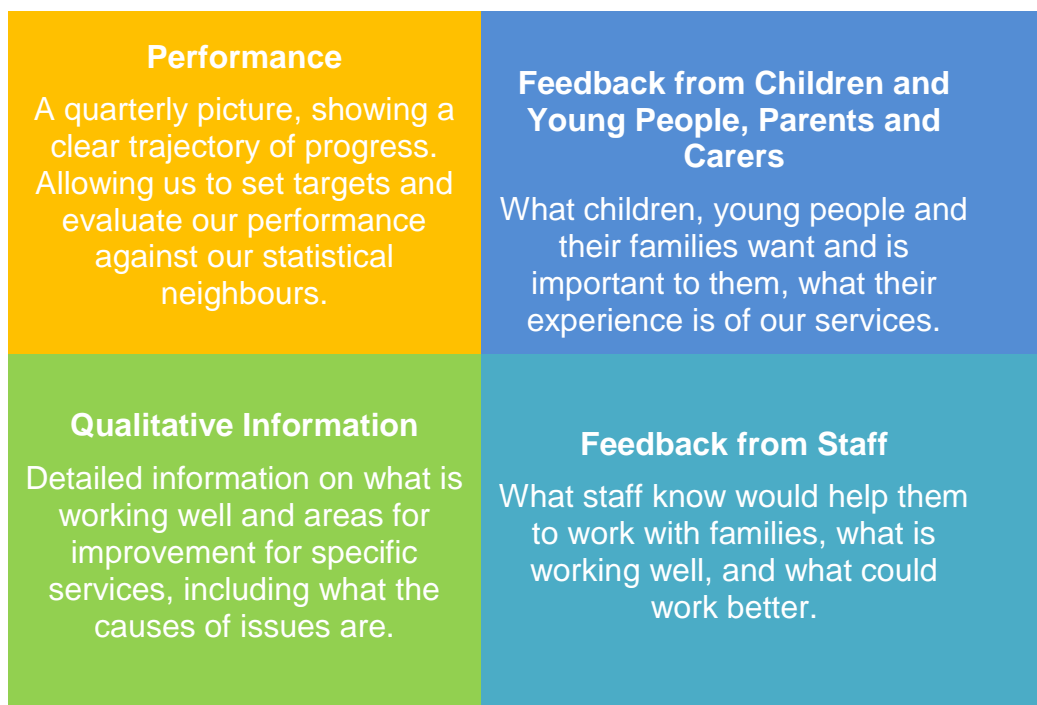 Performance
A quarterly picture, showing a
clear trajectory of progress.
Allowing us to set targets and
evaluate our performance
against our statistical
neighbours.
Feedback from Children and
Young People, Parents and
Carers
What children, young people and
their families want and is
important to them, what their
experience is of our services.
Qualitative Information
Detailed information on what is
working well and areas for
improvement for specific
services, including what the
causes of issues are.
Feedback from Staff
What staff know would help them
to work with families, what is
working well, and what could
work better.